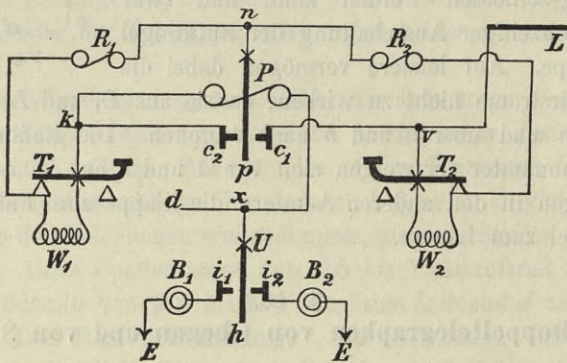 n
R₁ R₂ L
P
k v
c₂ c₁
T₁ p T₂
d x
W₁ U W₂
B₁ i₁ i₂ B₂
E h E